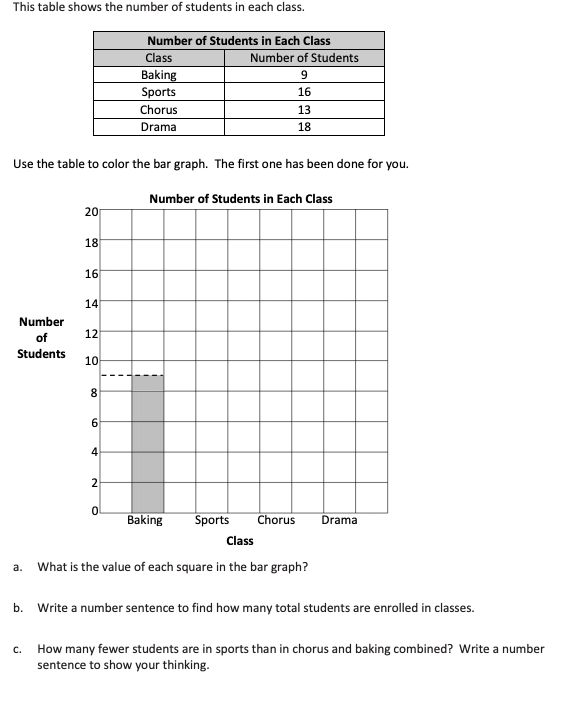 This table shows the number of students in each class.
Number of Students in Each Class
Class Number of Students
Baking 9
Sports 16
Chorus 13
Drama 18
Use the table to color the bar graph. The first one has been done for you.
Number of Students in Each Class
20
18
16
14
Number
of
Students
12
10
8
6
4
2
0
Baking Sports Chorus Drama
Class
a. What is the value of each square in the bar graph?
b. Write a number sentence to find how many total students are enrolled in classes.
c. How many fewer students are in sports than in chorus and baking combined? Write a number
sentence to show your thinking.